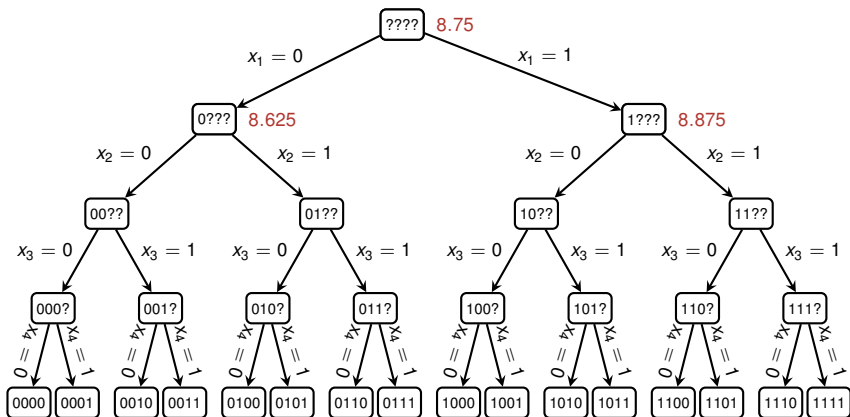 ???? 8.75
x₁ = 0 x₁ = 1
0??? 8.625 1??? 8.875
x₂ = 0 x₂ = 1 x₂ = 0 x₂ = 1
00?? 01?? 10?? 11??
x₃ = 0 x₃ = 1 x₃ = 0 x₃ = 1 x₃ = 0 x₃ = 1 x₃ = 0 x₃ = 1
000? 001? 010? 011? 100? 101? 110? 111?
x₄ = 0 x₄ = 1 x₄ = 0 x₄ = 1 x₄ = 0 x₄ = 1 x₄ = 0 x₄ = 1 x₄ = 0 x₄ = 1 x₄ = 0 x₄ = 1 x₄ = 0 x₄ = 1 x₄ = 0 x₄ = 1
0000 0001 0010 0011 0100 0101 0110 0111 1000 1001 1010 1011 1100 1101 1110 1111